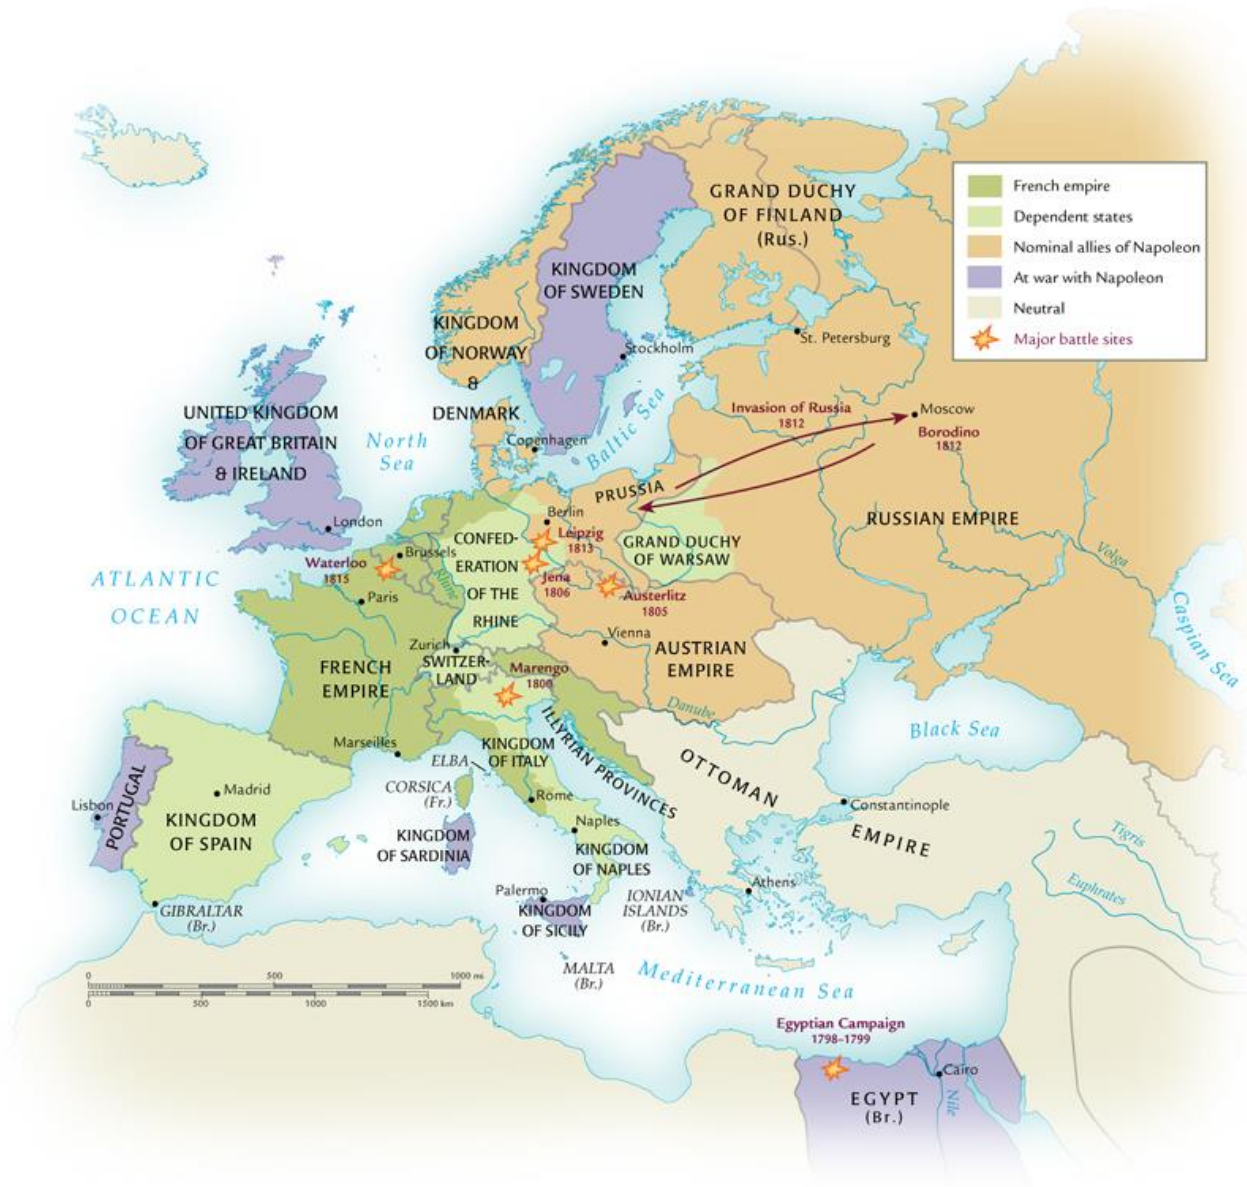 French empire
Dependent states
Nominal allies of Napoleon
At war with Napoleon
Neutral
Major battle sites
GRAND DUCHY
OF FINLAND
(Rus.)
KINGDOM
OF SWEDEN
KINGDOM
OF NORWAY
&
DENMARK
Stockholm
St. Petersburg
Invasion of Russia
1812
Moscow
Borodino
1812
UNITED KINGDOM
OF GREAT BRITAIN
& IRELAND
North
Sea
Baltic Sea
Copenhagen
PRUSSIA
RUSSIAN EMPIRE
London
Berlin
Leipzig
1813
CONFED-
ERATION
OF THE
RHINE
GRAND DUCHY
OF WARSAW
Volga
Brussels
Waterloo
1815
Rhine
Jena
1806
Austerlitz
1805
ATLANTIC
OCEAN
Paris
Caspian Sea
Vienna
Zurich
SWITZER-
LAND
AUSTRIAN
EMPIRE
FRENCH
EMPIRE
Marengo
1800
Danube
Black Sea
Marseilles
ILLYRIAN PROVINCES
KINGDOM
OF ITALY
ELBA
CORSICA
(Fr.)
OTTOMAN
EMPIRE
PORTUGAL
Lisbon
Madrid
KINGDOM
OF SPAIN
Rome
Constantinople
Naples
KINGDOM
OF SARDINIA
KINGDOM
OF NAPLES
Tigris
Euphrates
Athens
Palermo
KINGDOM
OF SICILY
IONIAN
ISLANDS
(Br.)
GIBRALTAR
(Br.)
MALTA
(Br.)
Mediterranean Sea
0 500 1000 mi
0 500 1000 1500 km
Egyptian Campaign
1798–1799
Cairo
EGYPT
(Br.)
Nile